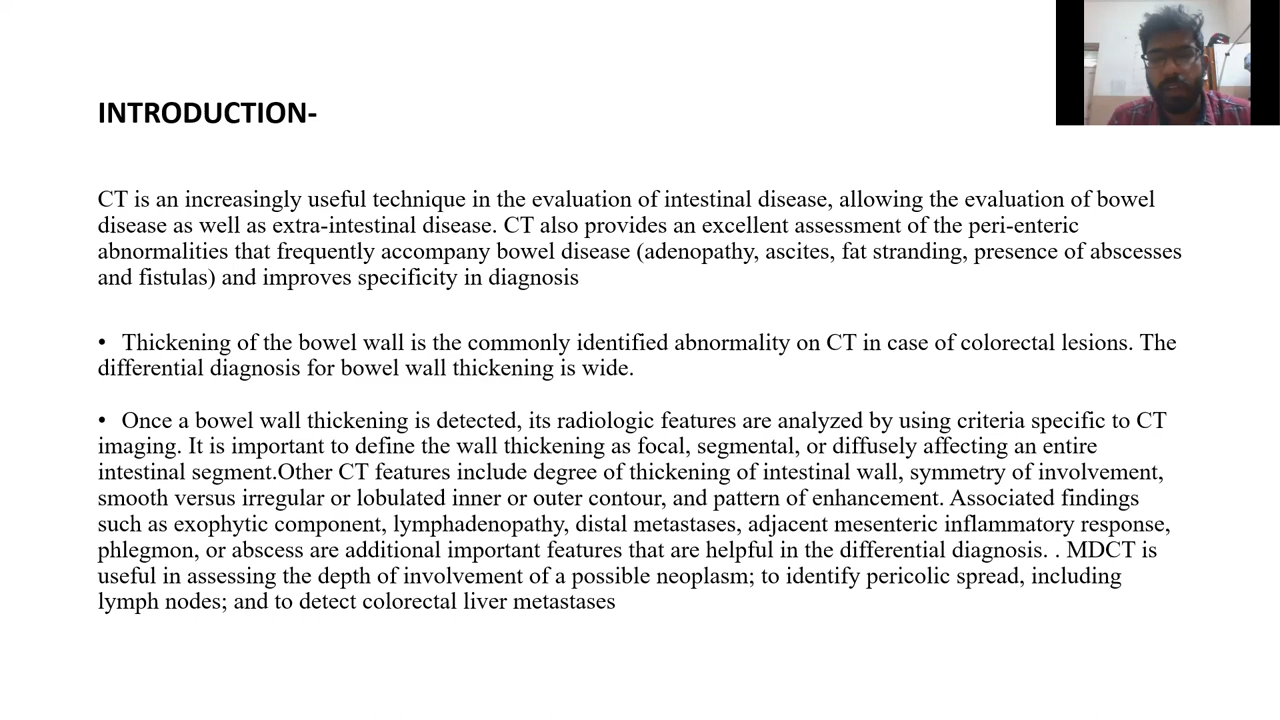 INTRODUCTION-
CT is an increasingly useful technique in the evaluation of intestinal disease, allowing the evaluation of bowel
disease as well as extra-intestinal disease. CT also provides an excellent assessment of the peri-enteric
abnormalities that frequently accompany bowel disease (adenopathy, ascites, fat stranding, presence of abscesses
and fistulas) and improves specificity in diagnosis
• Thickening of the bowel wall is the commonly identified abnormality on CT in case of colorectal lesions. The
differential diagnosis for bowel wall thickening is wide.
• Once a bowel wall thickening is detected, its radiologic features are analyzed by using criteria specific to CT
imaging. It is important to define the wall thickening as focal, segmental, or diffusely affecting an entire
intestinal segment.Other CT features include degree of thickening of intestinal wall, symmetry of involvement,
smooth versus irregular or lobulated inner or outer contour, and pattern of enhancement. Associated findings
such as exophytic component, lymphadenopathy, distal metastases, adjacent mesenteric inflammatory response,
phlegmon, or abscess are additional important features that are helpful in the differential diagnosis. . MDCT is
useful in assessing the depth of involvement of a possible neoplasm; to identify pericolic spread, including
lymph nodes; and to detect colorectal liver metastases